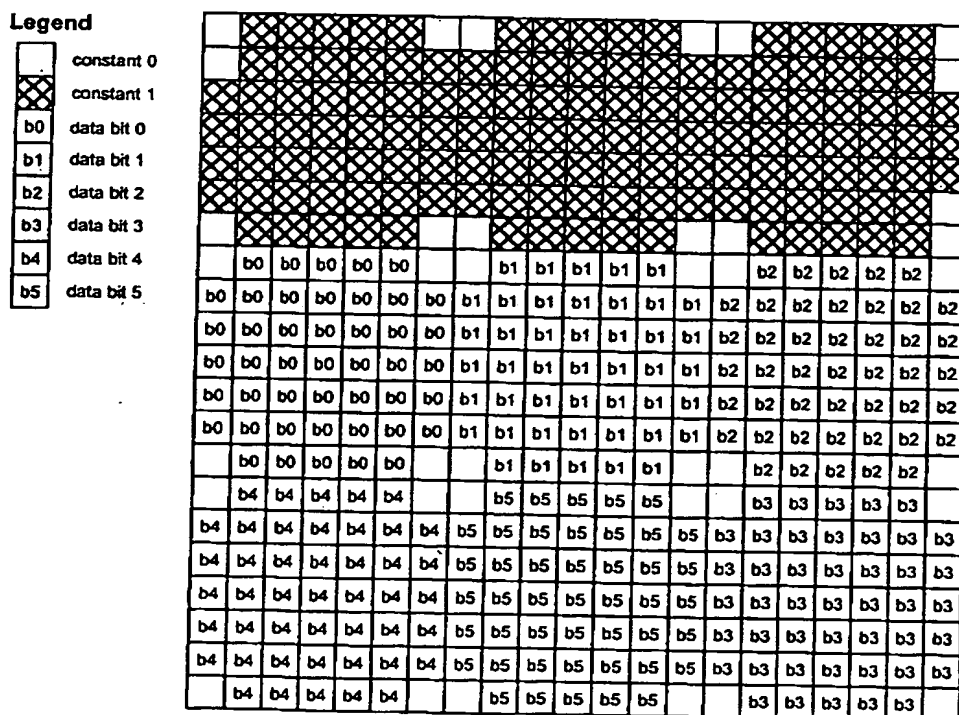 Legend
constant 0
constant 1
b0 data bit 0
b1 data bit 1
b2 data bit 2
b3 data bit 3
b4 data bit 4
b5 data bit 5
b0 b0 b0 b0 b0 b1 b1 b1 b1 b1 b2 b2 b2 b2 b2
b0 b0 b0 b0 b0 b0 b0 b1 b1 b1 b1 b1 b1 b1 b2 b2 b2 b2 b2 b2 b2
b0 b0 b0 b0 b0 b0 b0 b1 b1 b1 b1 b1 b1 b1 b2 b2 b2 b2 b2 b2 b2
b0 b0 b0 b0 b0 b0 b0 b1 b1 b1 b1 b1 b1 b1 b2 b2 b2 b2 b2 b2 b2
b0 b0 b0 b0 b0 b0 b0 b1 b1 b1 b1 b1 b1 b1 b2 b2 b2 b2 b2 b2 b2
b0 b0 b0 b0 b0 b0 b0 b1 b1 b1 b1 b1 b1 b1 b2 b2 b2 b2 b2 b2 b2
b0 b0 b0 b0 b0 b1 b1 b1 b1 b1 b2 b2 b2 b2 b2
b4 b4 b4 b4 b4 b5 b5 b5 b5 b5 b3 b3 b3 b3 b3
b4 b4 b4 b4 b4 b4 b4 b5 b5 b5 b5 b5 b5 b5 b3 b3 b3 b3 b3 b3 b3
b4 b4 b4 b4 b4 b4 b4 b5 b5 b5 b5 b5 b5 b5 b3 b3 b3 b3 b3 b3 b3
b4 b4 b4 b4 b4 b4 b4 b5 b5 b5 b5 b5 b5 b5 b3 b3 b3 b3 b3 b3 b3
b4 b4 b4 b4 b4 b4 b4 b5 b5 b5 b5 b5 b5 b5 b3 b3 b3 b3 b3 b3 b3
b4 b4 b4 b4 b4 b4 b4 b5 b5 b5 b5 b5 b5 b5 b3 b3 b3 b3 b3 b3 b3
b4 b4 b4 b4 b4 b5 b5 b5 b5 b5 b3 b3 b3 b3 b3